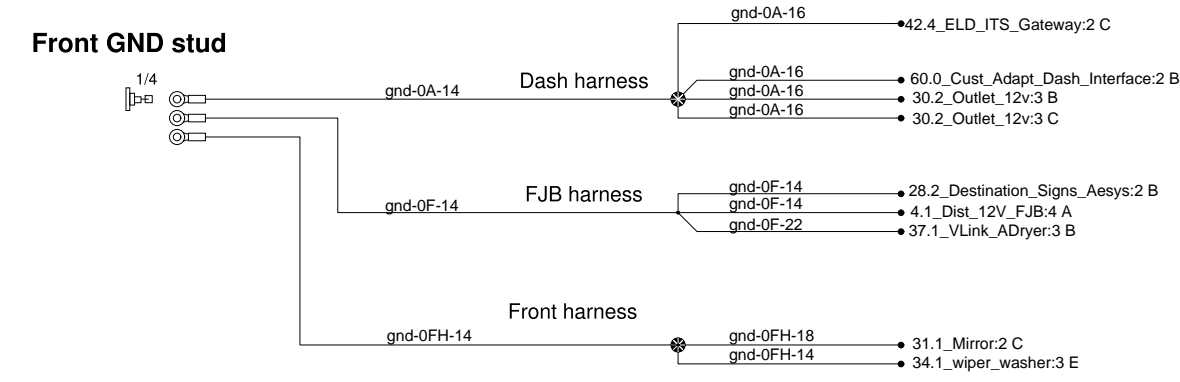 gnd-0A-16
42.4_ELD_ITS_Gateway:2 C
Front GND stud
1/4
gnd-0A-14
Dash harness
gnd-0A-16
60.0_Cust_Adapt_Dash_Interface:2 B
gnd-0A-16
30.2_Outlet_12v:3 B
gnd-0A-16
30.2_Outlet_12v:3 C
gnd-0F-14
FJB harness
gnd-0F-14
28.2_Destination_Signs_Aesys:2 B
gnd-0F-14
4.1_Dist_12V_FJB:4 A
gnd-0F-22
37.1_VLink_ADryer:3 B
Front harness
gnd-0FH-14
gnd-0FH-18
31.1_Mirror:2 C
gnd-0FH-14
34.1_wiper_washer:3 E